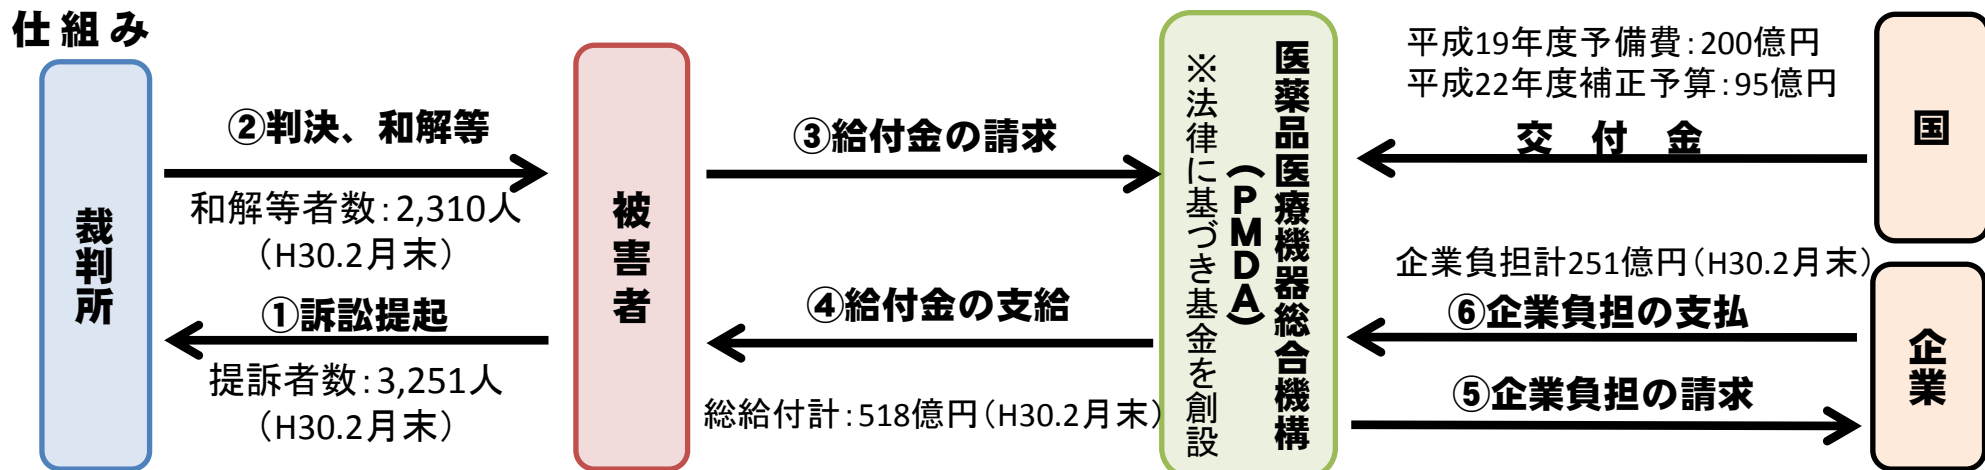 仕組み
裁判所
②判決、和解等
和解等者数：2,310人
（H30.2月末）
①訴訟提起
提訴者数：3,251人
（H30.2月末）
被害者
③給付金の請求
④給付金の支給
総給付計：518億円（H30.2月末）
医薬品医療機器総合機構
（ＰＭＤＡ）
※法律に基づき基金を創設
平成19年度予備費：200億円
平成22年度補正予算：95億円
交　付　金
国
企業負担計251億円（H30.2月末）
⑥企業負担の支払
⑤企業負担の請求
企業